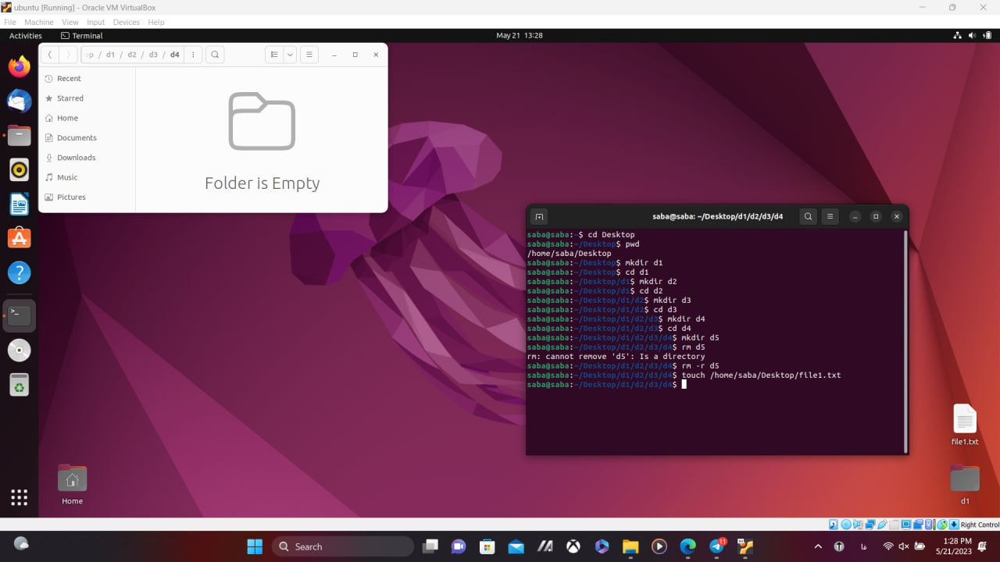 ubuntu [Running] - Oracle VM VirtualBox
File Machine View Input Devices Help
Activities Terminal May 21 13:28
/ d1 / d2 / d3 / d4
Recent
Starred
Home
Documents
Downloads
Music
Pictures
Folder is Empty
saba@saba: ~/Desktop/d1/d2/d3/d4
saba@saba:~$ cd Desktop
saba@saba:~/Desktop$ pwd
/home/saba/Desktop
saba@saba:~/Desktop$ mkdir d1
saba@saba:~/Desktop$ cd d1
saba@saba:~/Desktop/d1$ mkdir d2
saba@saba:~/Desktop/d1$ cd d2
saba@saba:~/Desktop/d1/d2$ mkdir d3
saba@saba:~/Desktop/d1/d2$ cd d3
saba@saba:~/Desktop/d1/d2/d3$ mkdir d4
saba@saba:~/Desktop/d1/d2/d3$ cd d4
saba@saba:~/Desktop/d1/d2/d3/d4$ mkdir d5
saba@saba:~/Desktop/d1/d2/d3/d4$ rm d5
rm: cannot remove 'd5': Is a directory
saba@saba:~/Desktop/d1/d2/d3/d4$ rm -r d5
saba@saba:~/Desktop/d1/d2/d3/d4$ touch /home/saba/Desktop/file1.txt
saba@saba:~/Desktop/d1/d2/d3/d4$
file1.txt
Home
d1
Right Control
Search
11
فا
1:28 PM
5/21/2023